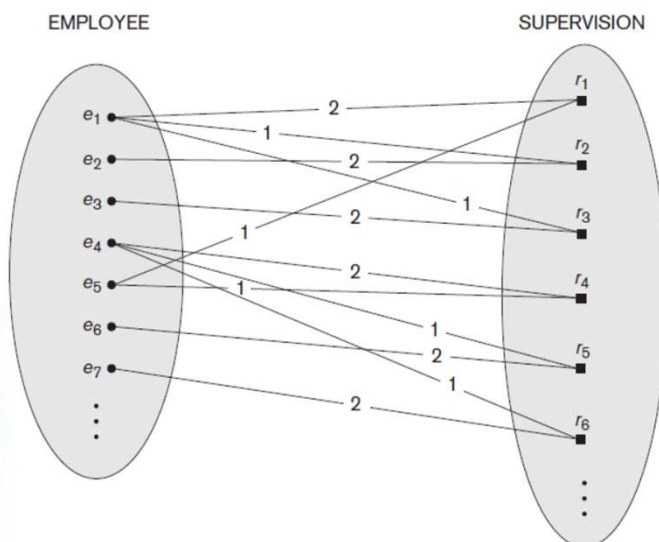 EMPLOYEE SUPERVISION
r1
e1 2
1 r2
e2 2
e3 1 r3
2
1
e4 2 r4
e5 1
e6 1 r5
2
e7 1
2 r6